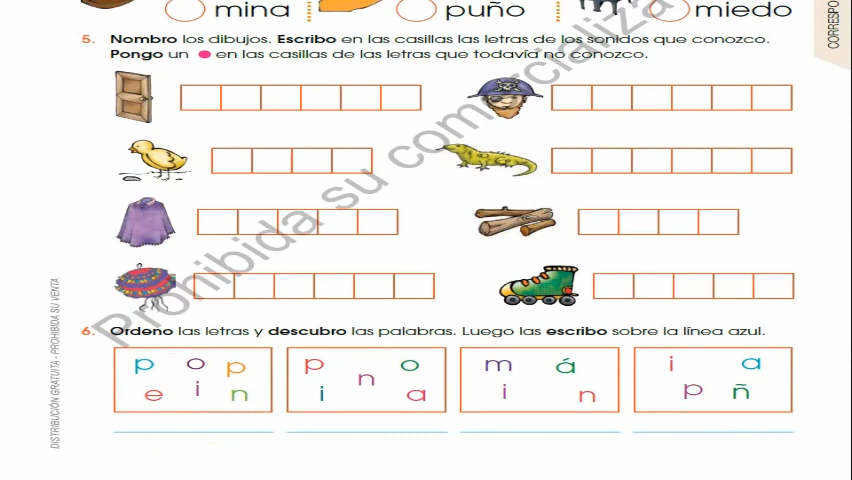 mina
puño
miedo
5. Nombro los dibujos. Escribo en las casillas las letras de los sonidos que conozco.
Pongo un en las casillas de las letras que todavía no conozco.
CORRESPO
Prohibida su comercializa
DISTRIBUCIÓN GRATUITA - PROHIBIDA SU VENTA
6. Ordeno las letras y descubro las palabras. Luego las escribo sobre la línea azul.
p o p
e i n
p n o
i a
m á
i n
i a
p ñ